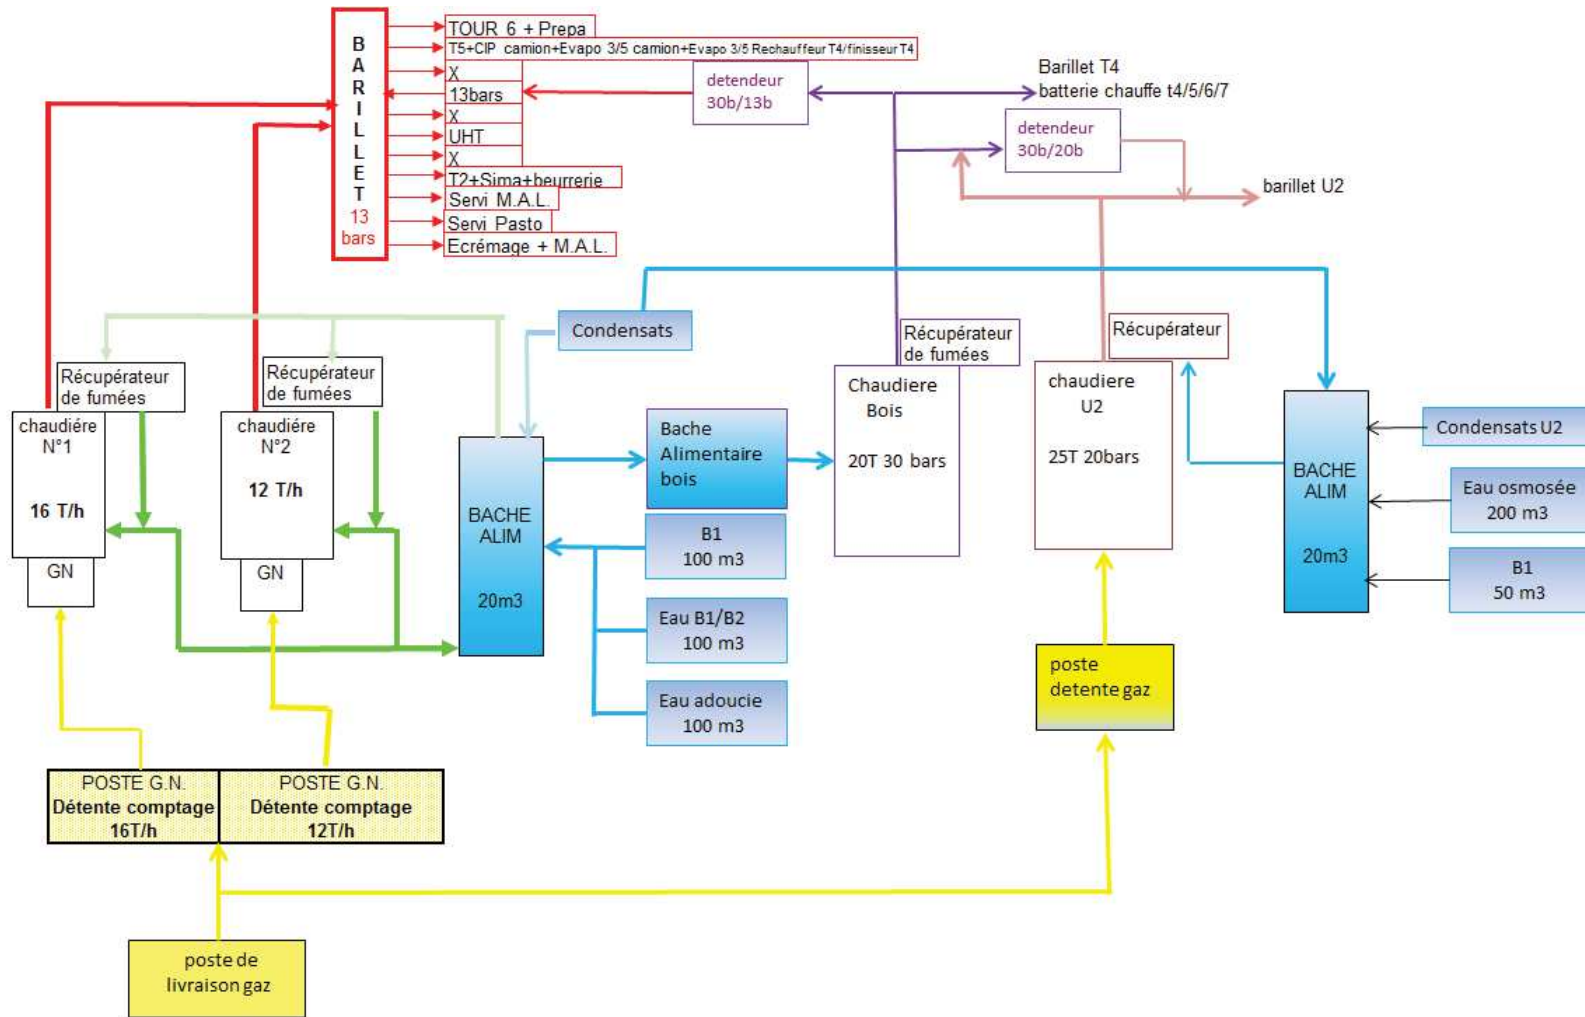 B
A
R
I
L
L
E
T
13
bars
TOUR 6 + Prepa
T5+CIP camion+Evapo 3/5 camion+Evapo 3/5 Rechauffeur T4/finisseur T4
X
13bars
X
UHT
X
T2+Sima+beurrerie
Servi M.A.L.
Servi Pasto
Ecrémage + M.A.L.
detendeur
30b/13b
Barillet T4
batterie chauffe t4/5/6/7
detendeur
30b/20b
barillet U2
Condensats
Récupérateur
de fumées
Récupérateur
de fumées
Récupérateur
de fumées
Récupérateur
chaudiére
N°1
16 T/h
GN
chaudiére
N°2
12 T/h
GN
BACHE
ALIM
20m3
Bache
Alimentaire
bois
Chaudiere
Bois
20T 30 bars
chaudiere
U2
25T 20bars
BACHE
ALIM
20m3
Condensats U2
Eau osmosée
200 m3
B1
50 m3
B1
100 m3
Eau B1/B2
100 m3
Eau adoucie
100 m3
poste
detente gaz
POSTE G.N.
Détente comptage
16T/h
POSTE G.N.
Détente comptage
12T/h
poste de
livraison gaz